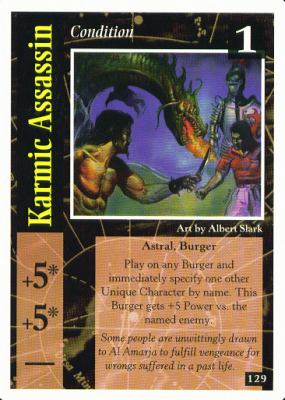 Karmic Assassin
Condition
1
Art by Albert Slark
+5*
+5*
—
Astral, Burger
Play on any Burger and
immediately specify one other
Unique Character by name. This
Burger gets +5 Power vs. the
named enemy.
Some people are unwittingly drawn
to Al Amarja to fulfill vengeance for
wrongs suffered in a past life.
Ursa Minor
129